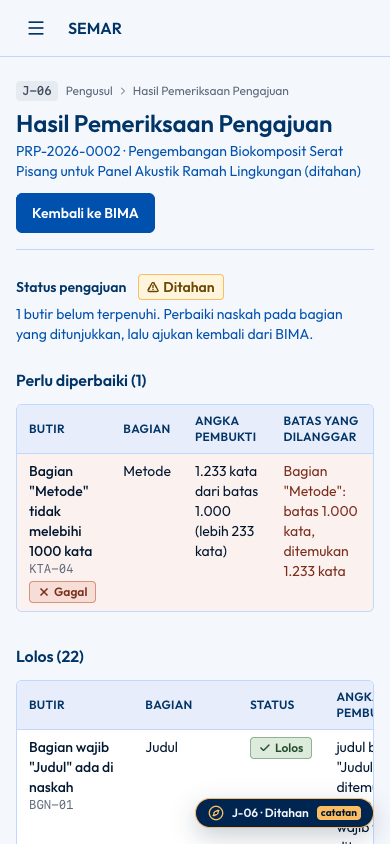 SEMAR
J-06 Pengusul > Hasil Pemeriksaan Pengajuan
Hasil Pemeriksaan Pengajuan
PRP-2026-0002 · Pengembangan Biokomposit Serat
Pisang untuk Panel Akustik Ramah Lingkungan (ditahan)
Kembali ke BIMA
Status pengajuan Ditahan
1 butir belum terpenuhi. Perbaiki naskah pada bagian
yang ditunjukkan, lalu ajukan kembali dari BIMA.
Perlu diperbaiki (1)
BUTIR
BAGIAN
ANGKA
PEMBUKTI
BATAS YANG
DILANGGAR
Bagian
"Metode"
tidak
melebihi
1000 kata
KTA-04
Gagal
Metode
1.233 kata
dari batas
1.000
(lebih 233
kata)
Bagian
"Metode":
batas 1.000
kata,
ditemukan
1.233 kata
Lolos (22)
BUTIR
BAGIAN
STATUS
Bagian wajib
"Judul" ada di
naskah
BGN-01
Judul
Lolos
judul
"Judul
J-06 · Ditahan catatan